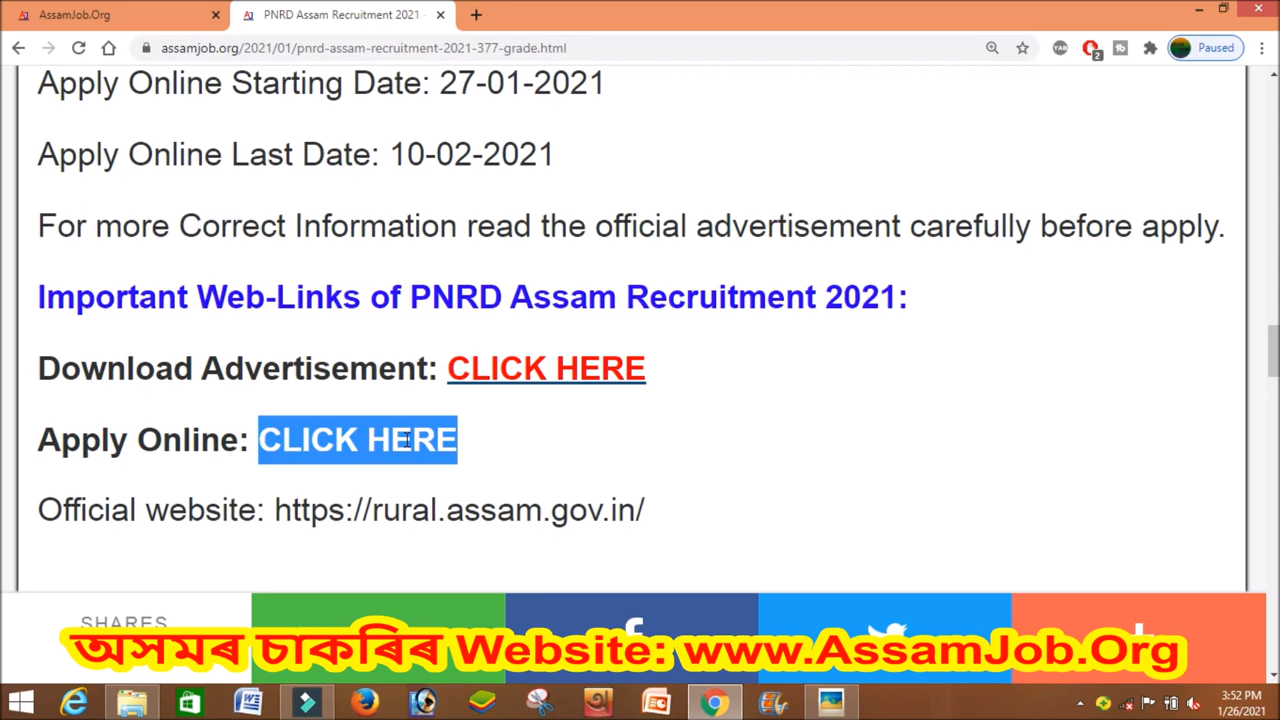 AssamJob.Org
PNRD Assam Recruitment 2021 -
assamjob.org/2021/01/pnrd-assam-recruitment-2021-377-grade.html
Paused
2
Apply Online Starting Date: 27-01-2021
Apply Online Last Date: 10-02-2021
For more Correct Information read the official advertisement carefully before apply.
Important Web-Links of PNRD Assam Recruitment 2021:
Download Advertisement: CLICK HERE
Apply Online: CLICK HERE
Official website: https://rural.assam.gov.in/
SHARES
অসমৰ চাকৰিৰ Website: www.AssamJob.Org
3:52 PM
1/26/2021